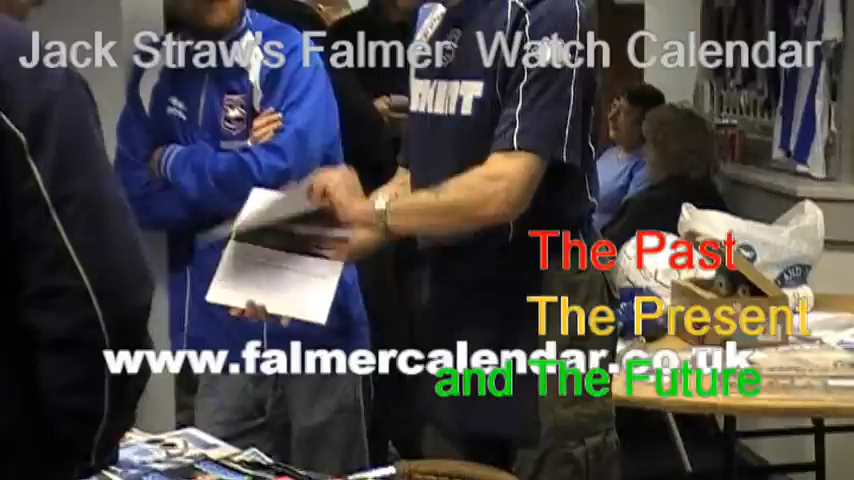 Jack Straw's Falmer Watch Calendar
The Past
The Present
www.falmercalendar.co.uk
and The Future